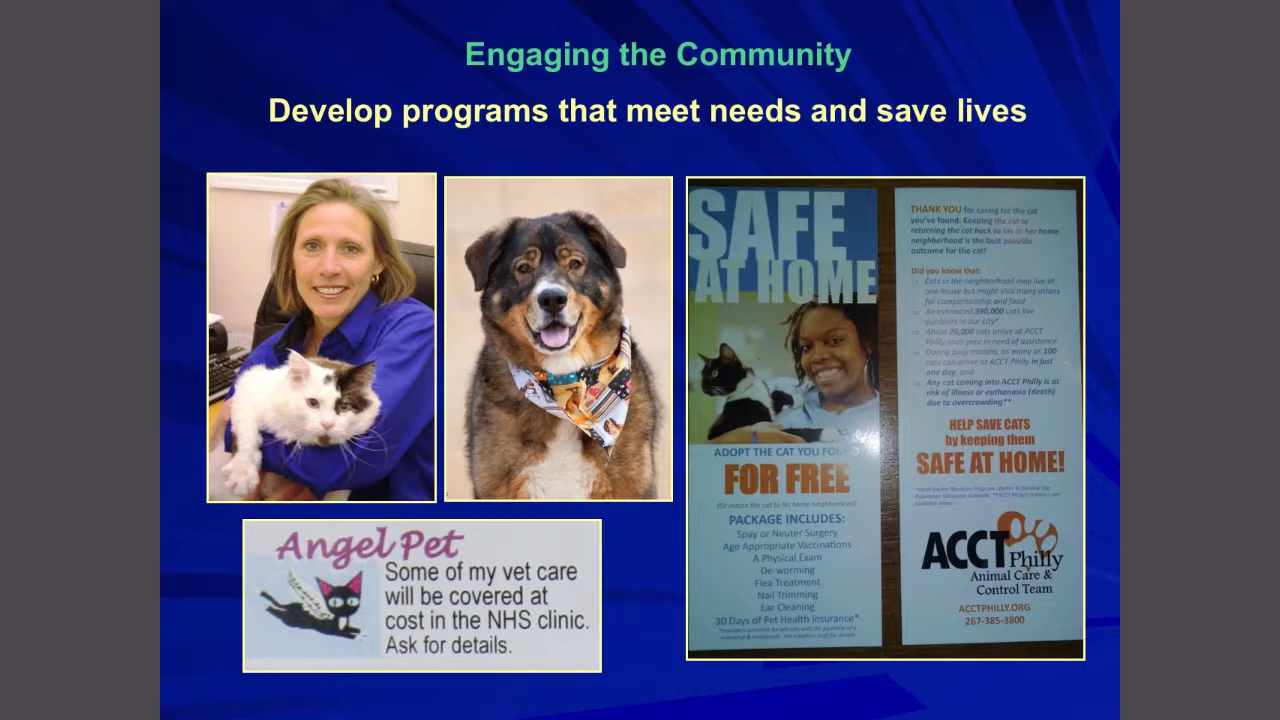 Engaging the Community
Develop programs that meet needs and save lives
Angel Pet
Some of my vet care
will be covered at
cost in the NHS clinic.
Ask for details.
SAFE
AT HOME
ADOPT THE CAT YOU FOUND
FOR FREE
(Or return the cat to his home neighborhood)
PACKAGE INCLUDES:
Spay or Neuter Surgery
Age Appropriate Vaccinations
A Physical Exam
De-worming
Flea Treatment
Nail Trimming
Ear Cleaning
30 Days of Pet Health Insurance*
THANK YOU for caring for the cat
you've found. Keeping the cat or
returning the cat back to his or her home
neighborhood is the best possible
outcome for the cat!
Did you know that:
Cats in the neighborhood may live at
one house but might visit many others
for companionship and food
An estimated 390,000 cats live
outdoors in our city*
About 20,000 cats arrive at ACCT
Philly each year in need of assistance
During busy months, as many as 100
cats can arrive at ACCT Philly in just
one day, and
Any cat coming into ACCT Philly is at
risk of illness or euthanasia (death)
due to overcrowding**
HELP SAVE CATS
by keeping them
SAFE AT HOME!
ACCT Philly
Animal Care &
Control Team
ACCTPHILLY.ORG
267-385-3800